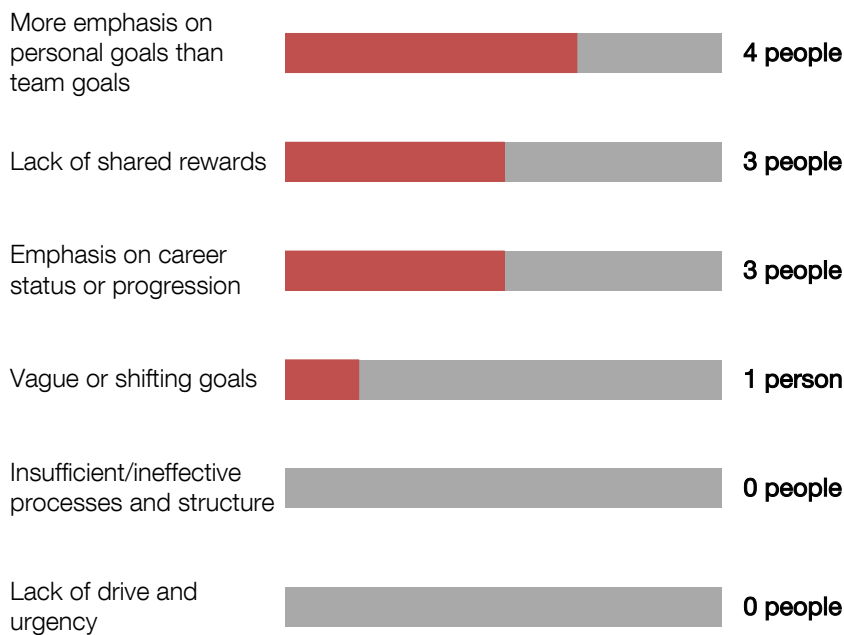 More emphasis on
personal goals than
team goals
4 people
Lack of shared rewards
3 people
Emphasis on career
status or progression
3 people
Vague or shifting goals
1 person
Insufficient/ineffective
processes and structure
0 people
Lack of drive and
urgency
0 people